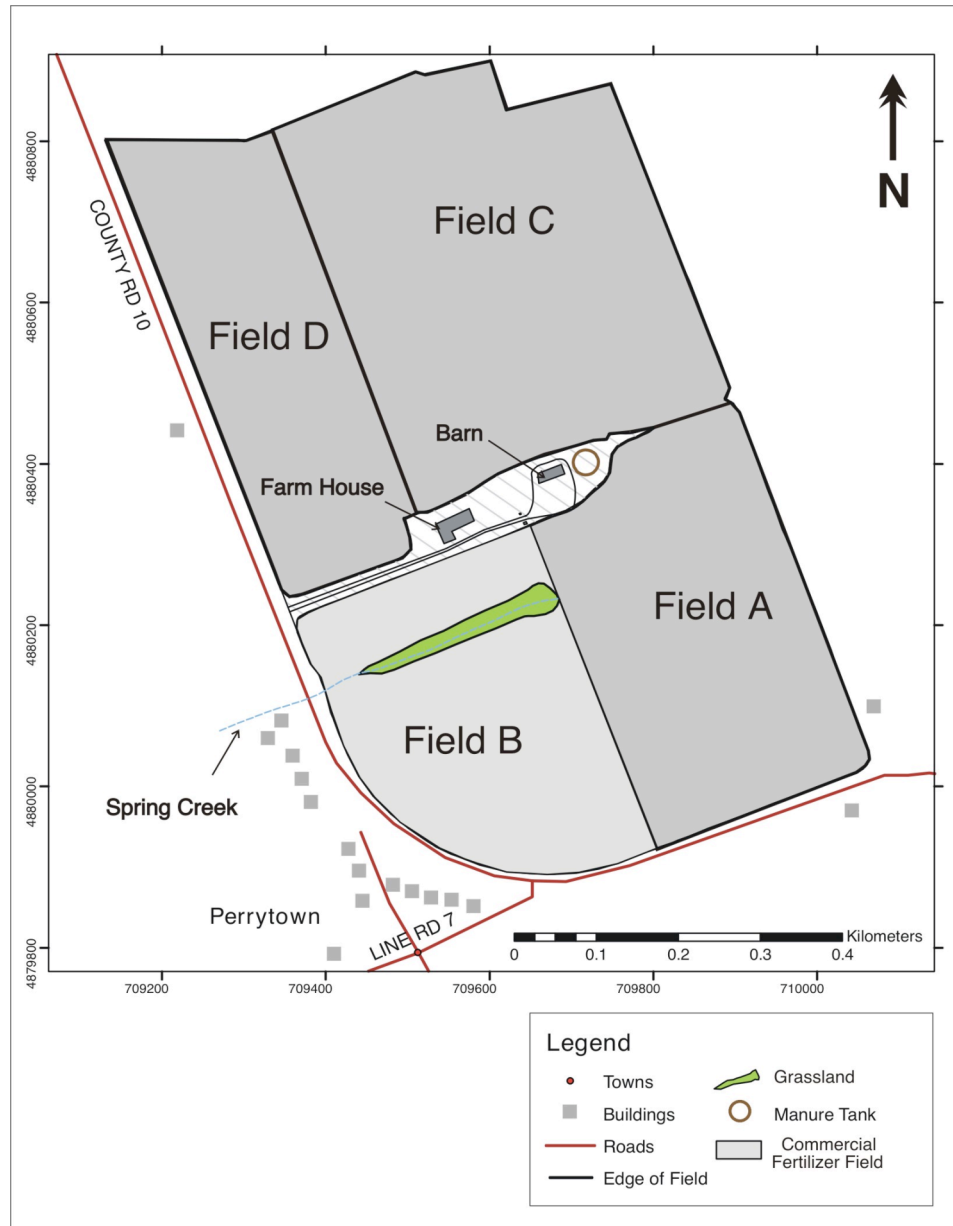 N
4880800
4880600
4880400
4880200
4880000
4879800
COUNTY RD 10
Field C
Field D
Barn
Farm House
Field A
Field B
Spring Creek
Perrytown
LINE RD 7
Kilometers
0 0.1 0.2 0.3 0.4
709200 709400 709600 709800 710000
Legend
Towns
Buildings
Roads
Edge of Field
Grassland
Manure Tank
Commercial
Fertilizer Field